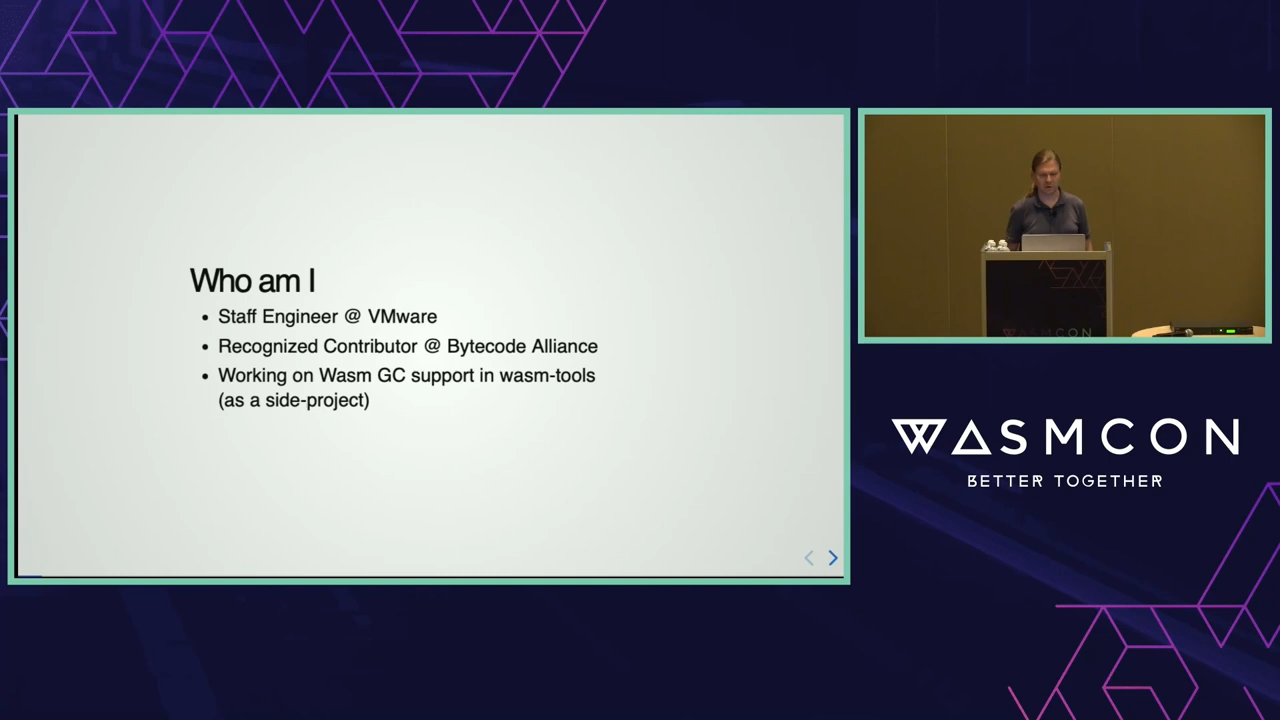 Who am I
• Staff Engineer @ VMware
• Recognized Contributor @ Bytecode Alliance
• Working on Wasm GC support in wasm-tools
(as a side-project)
WASMCON
WASMCON
BETTER TOGETHER